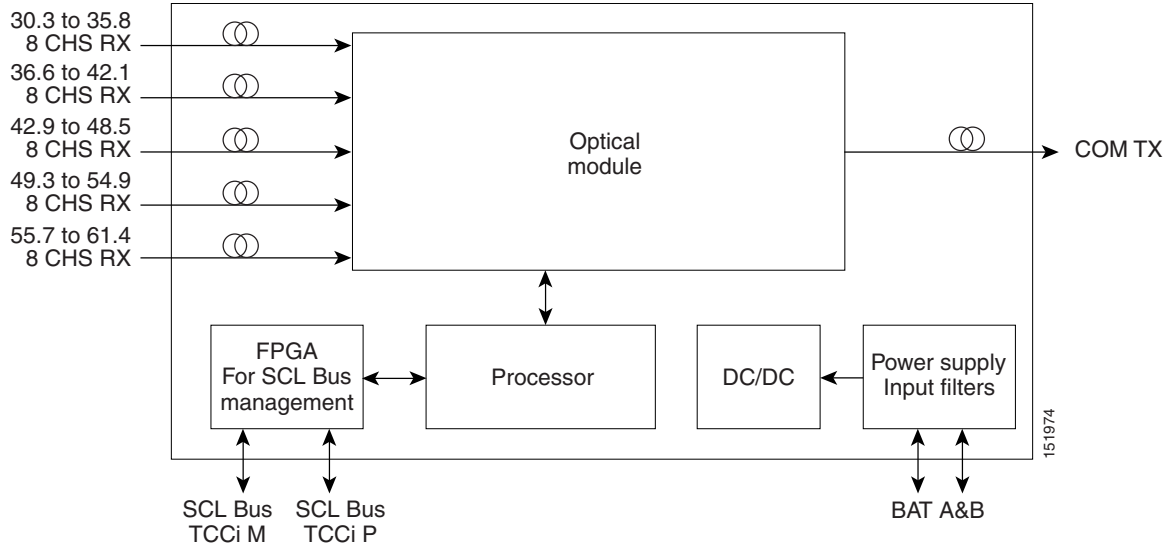 30.3 to 35.8
8 CHS RX
36.6 to 42.1
8 CHS RX
42.9 to 48.5
8 CHS RX
49.3 to 54.9
8 CHS RX
55.7 to 61.4
8 CHS RX
Optical
module
COM TX
FPGA
For SCL Bus
management
Processor
DC/DC
Power supply
Input filters
SCL Bus
TCCi M
SCL Bus
TCCi P
BAT A&B
151974